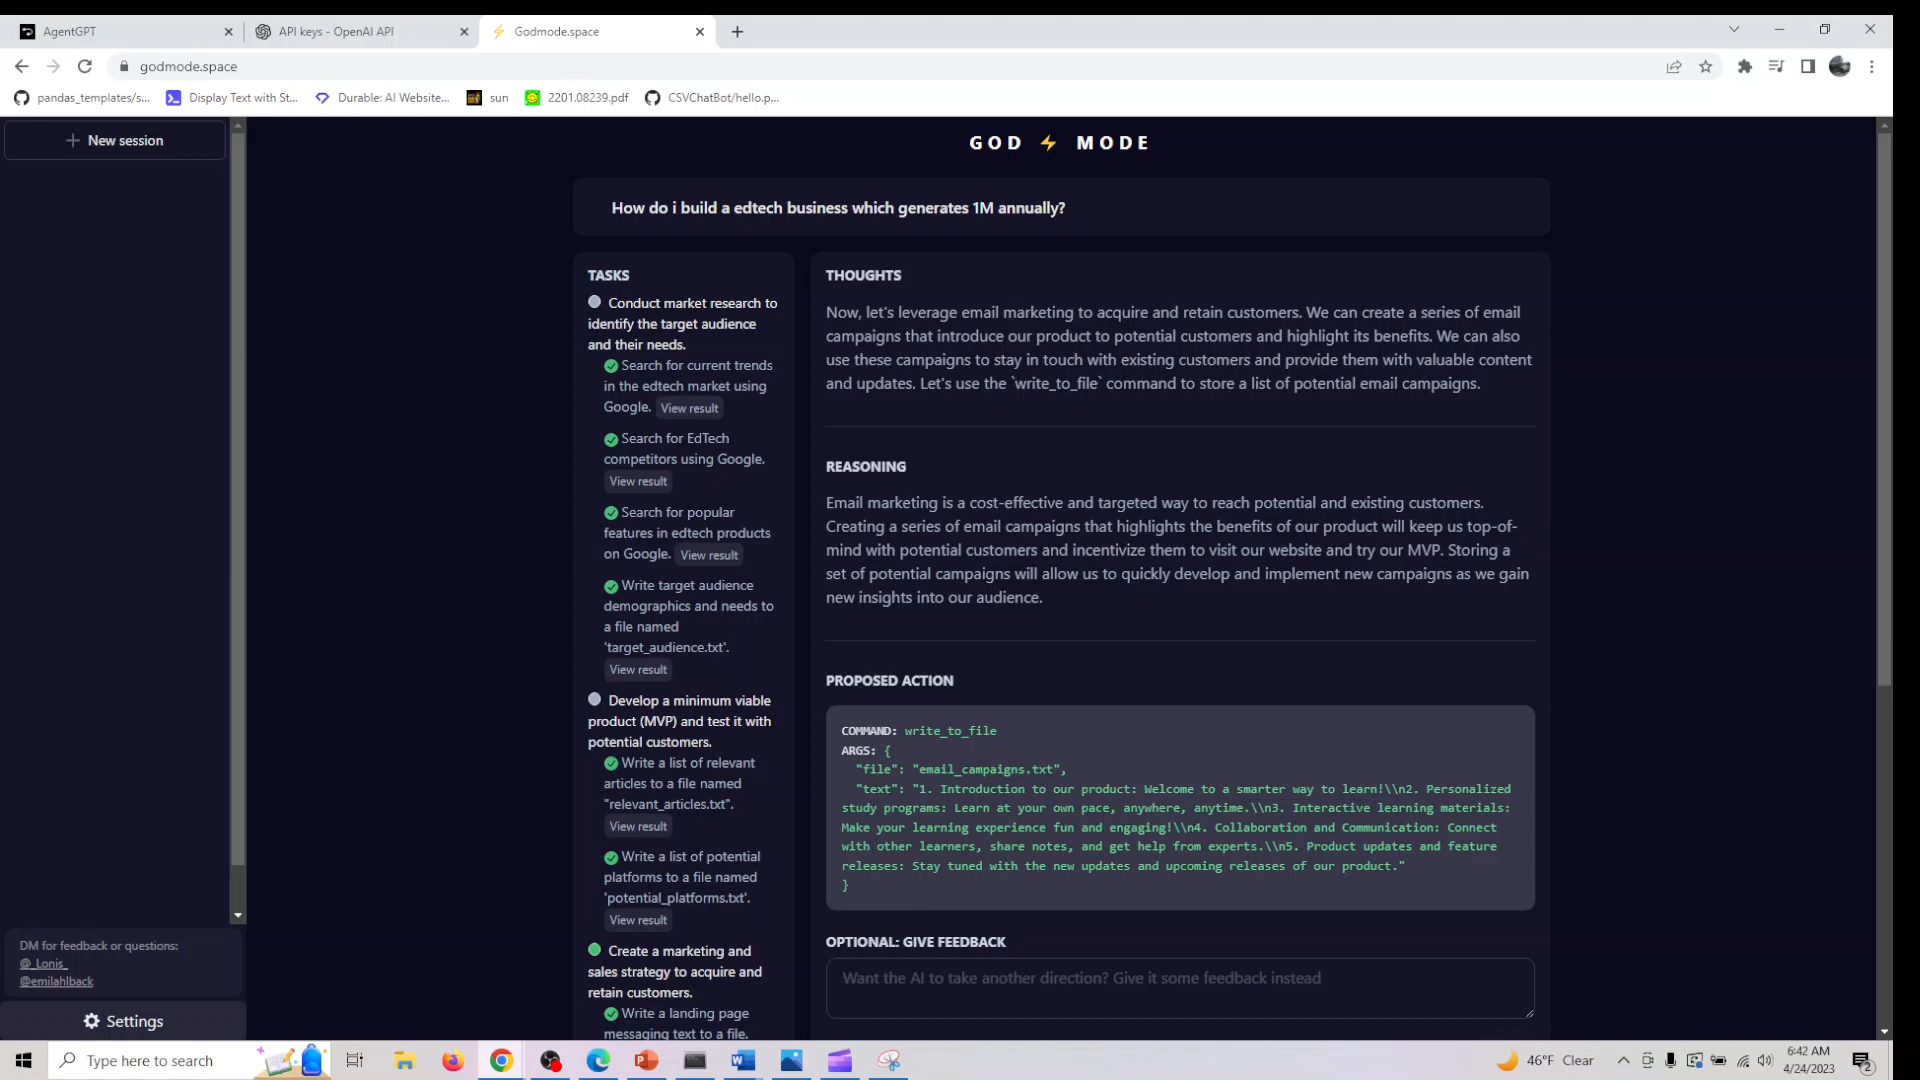 AgentGPT
API keys - OpenAI API
Godmode.space
godmode.space
pandas_templates/s...
Display Text with St...
Durable: AI Website...
sun
2201.08239.pdf
CSVChatBot/hello.p...
New session
GOD MODE
How do i build a edtech business which generates 1M annually?
TASKS
Conduct market research to
identify the target audience
and their needs.
Search for current trends
in the edtech market using
Google. View result
Search for EdTech
competitors using Google.
View result
Search for popular
features in edtech products
on Google. View result
Write target audience
demographics and needs to
a file named
'target_audience.txt'.
View result
Develop a minimum viable
product (MVP) and test it with
potential customers.
Write a list of relevant
articles to a file named
"relevant_articles.txt".
View result
Write a list of potential
platforms to a file named
'potential_platforms.txt'.
View result
Create a marketing and
sales strategy to acquire and
retain customers.
Write a landing page
messaging text to a file.
THOUGHTS
Now, let's leverage email marketing to acquire and retain customers. We can create a series of email
campaigns that introduce our product to potential customers and highlight its benefits. We can also
use these campaigns to stay in touch with existing customers and provide them with valuable content
and updates. Let's use the `write_to_file` command to store a list of potential email campaigns.
REASONING
Email marketing is a cost-effective and targeted way to reach potential and existing customers.
Creating a series of email campaigns that highlights the benefits of our product will keep us top-of-
mind with potential customers and incentivize them to visit our website and try our MVP. Storing a
set of potential campaigns will allow us to quickly develop and implement new campaigns as we gain
new insights into our audience.
PROPOSED ACTION
COMMAND: write_to_file
ARGS: {
"file": "email_campaigns.txt",
"text": "1. Introduction to our product: Welcome to a smarter way to learn!\\n2. Personalized
study programs: Learn at your own pace, anywhere, anytime.\\n3. Interactive learning materials:
Make your learning experience fun and engaging!\\n4. Collaboration and Communication: Connect
with other learners, share notes, and get help from experts.\\n5. Product updates and feature
releases: Stay tuned with the new updates and upcoming releases of our product."
}
OPTIONAL: GIVE FEEDBACK
Want the AI to take another direction? Give it some feedback instead
DM for feedback or questions:
@_Lonis_
@emilahlback
Settings
Type here to search
46°F Clear
6:42 AM
4/24/2023
2